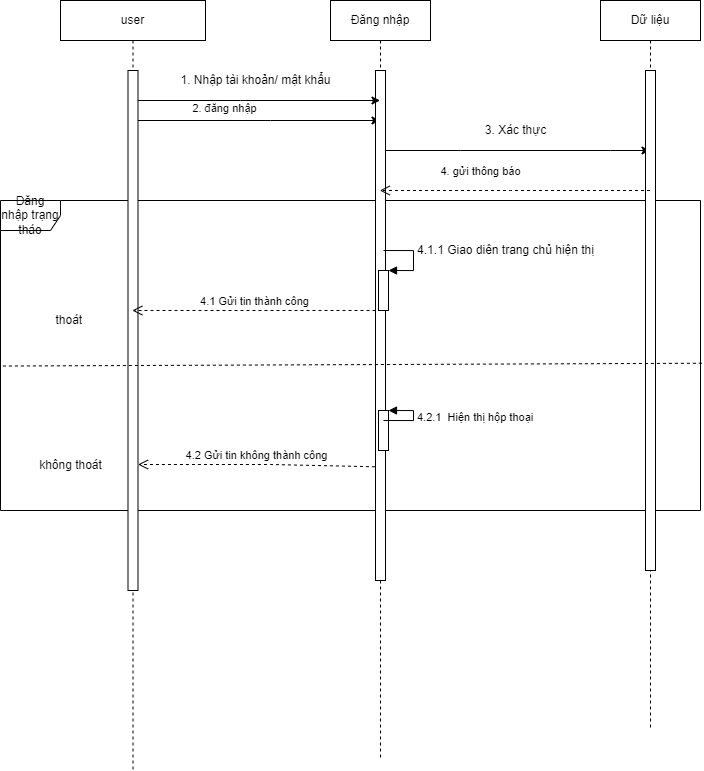 user
Đăng nhập
Dữ liệu
1. Nhập tài khoản/ mật khẩu
2. đăng nhập
3. Xác thực
4. gửi thông báo
Đăng
nhập trạng
tháo
4.1.1 Giao diên trang chủ hiện thị
4.1 Gửi tin thành công
thoát
4.2.1 Hiện thị hộp thoại
4.2 Gửi tin không thành công
không thoát